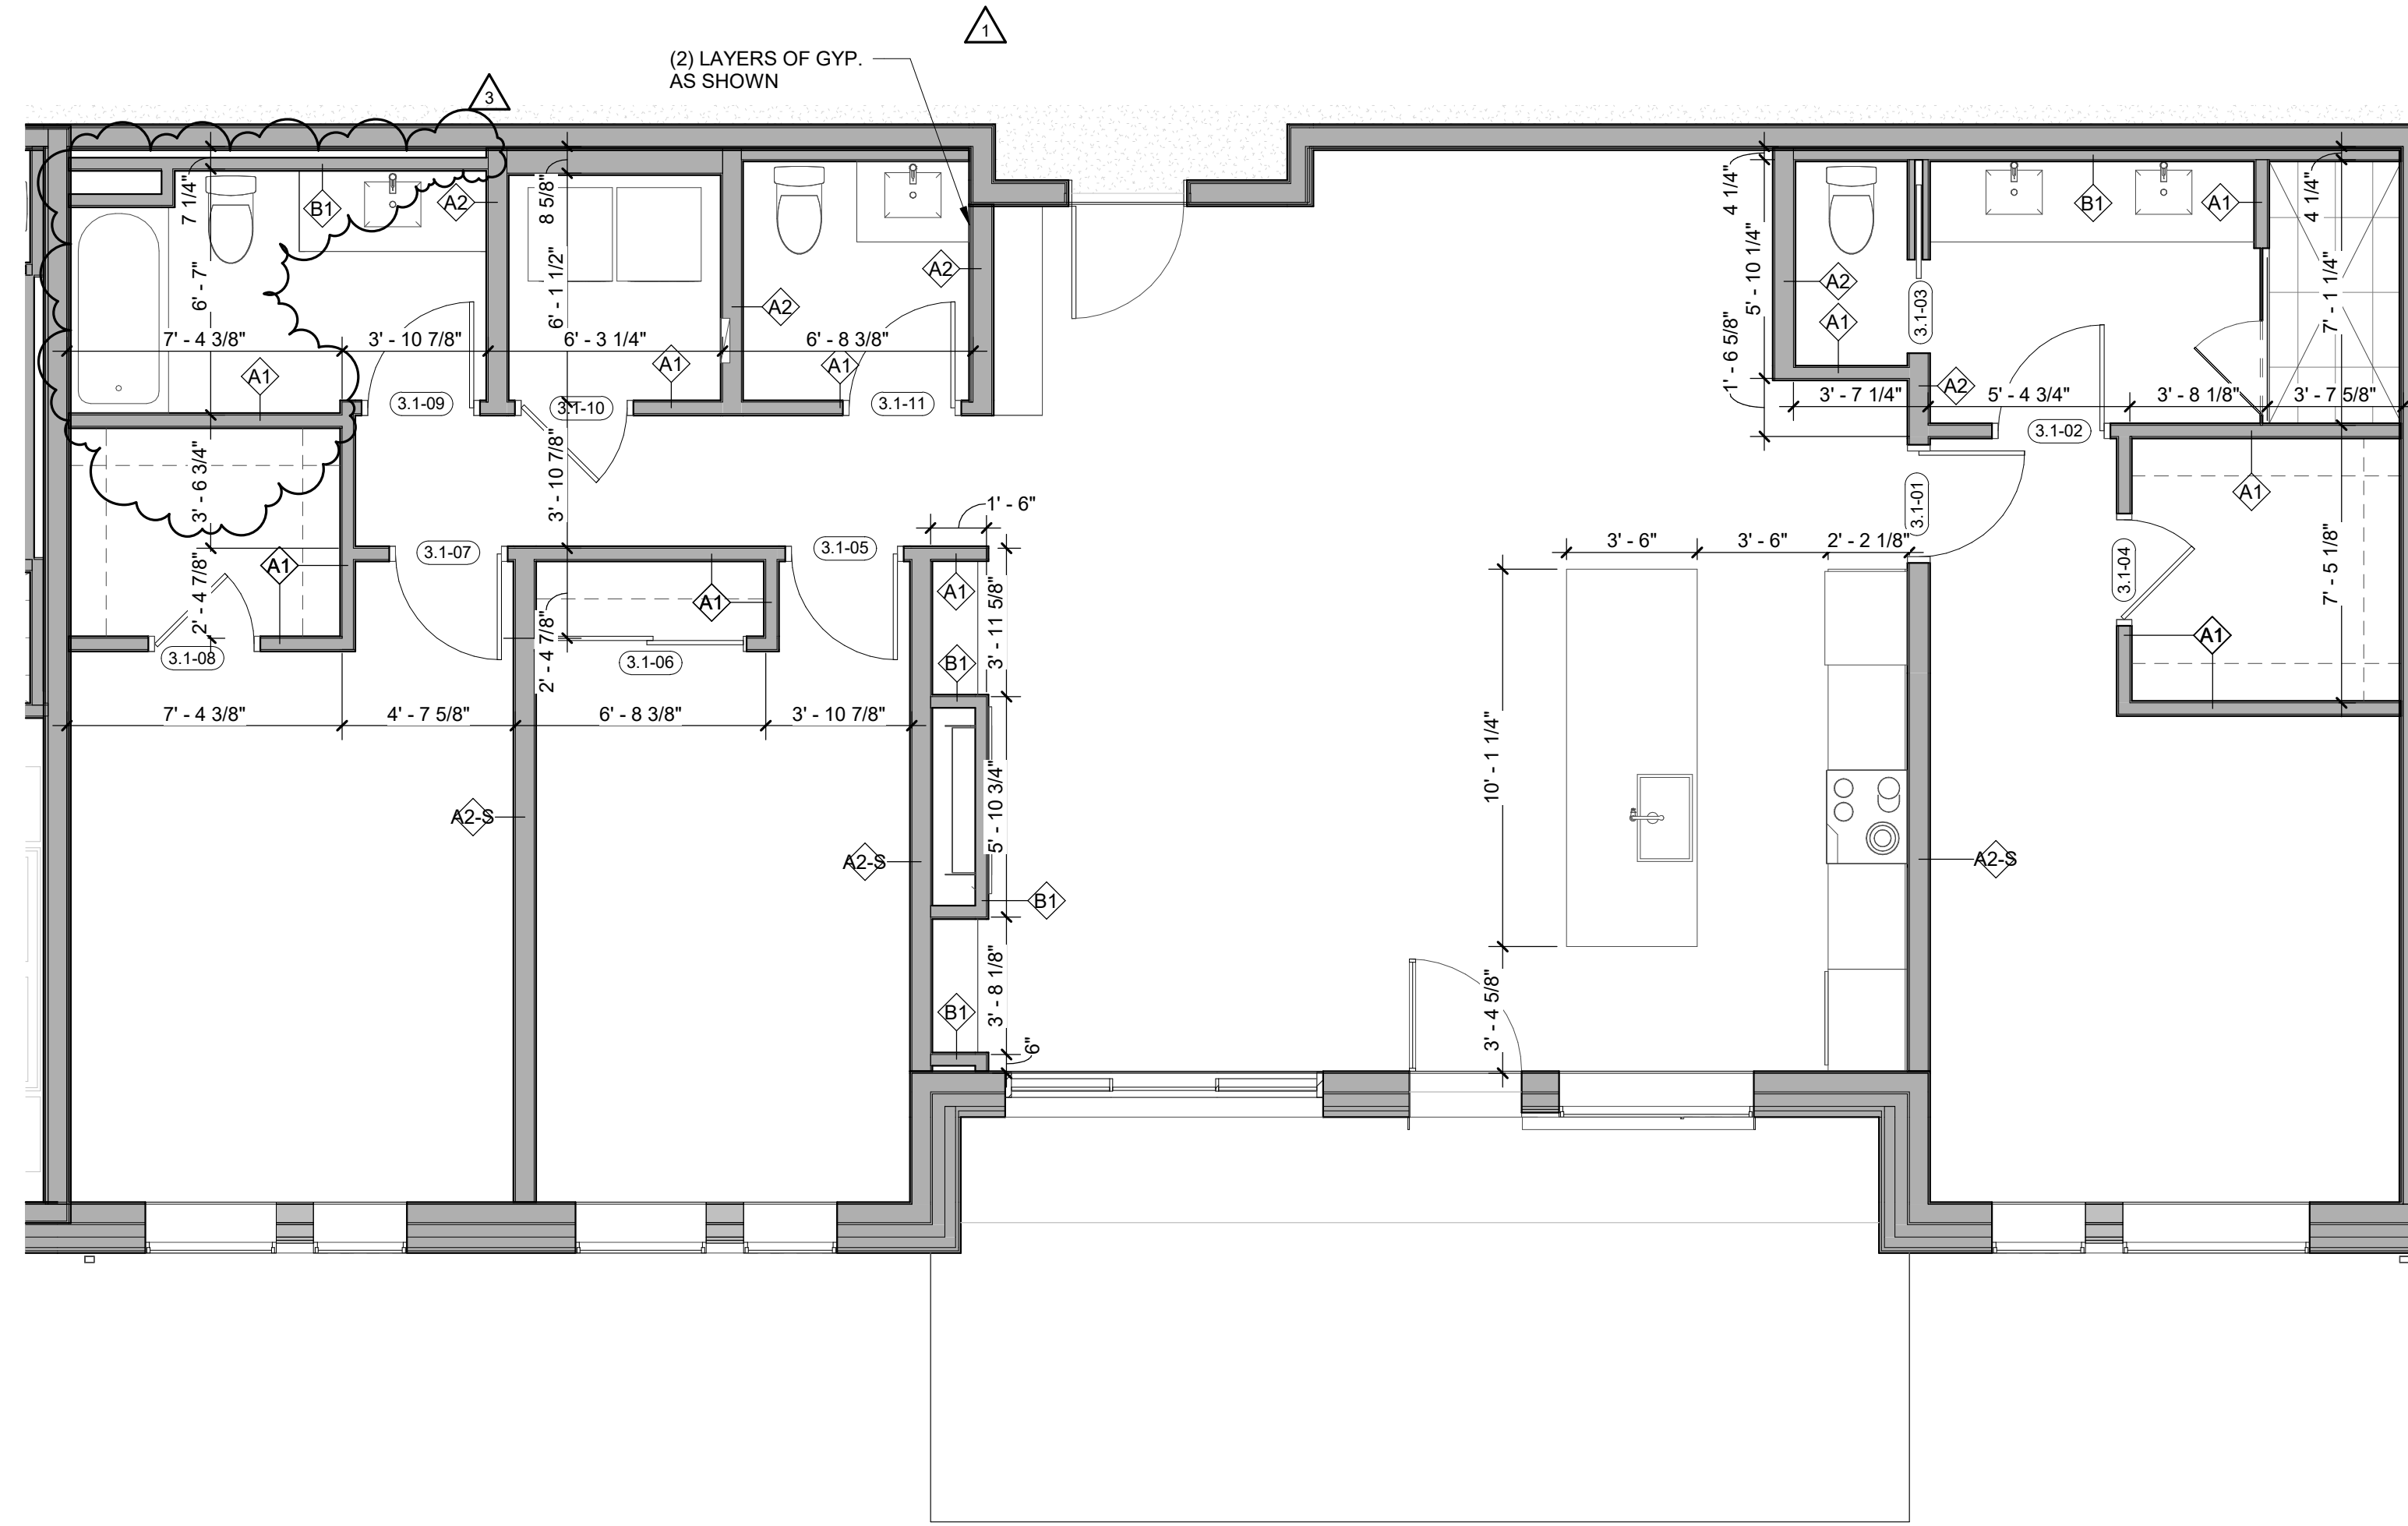 1
(2) LAYERS OF GYP.
AS SHOWN
3
7 1/4"
B1
A2
8 5/8"
A2
4 1/4"
B1
A1
4 1/4"
6' - 7"
6' - 1 1/2"
A2
5' - 10 1/4"
A2
3.1-03
7' - 1 1/4"
7' - 4 3/8"
3' - 10 7/8"
6' - 3 1/4"
6' - 8 3/8"
A1
A1
A1
A1
1' - 6 5/8"
A2
3.1-09
3.1-10
3.1-11
3' - 7 1/4"
5' - 4 3/4"
3' - 8 1/8"
3' - 7 5/8"
3.1-02
3' - 6 3/4"
3' - 10 7/8"
1' - 6"
3.1-01
A1
3.1-07
3.1-05
3' - 6"
3' - 6"
2' - 2 1/8"
A1
2' - 4 7/8"
A1
A1
3' - 11 5/8"
3.1-04
7' - 5 1/8"
3.1-08
2' - 4 7/8"
3.1-06
B1
A1
7' - 4 3/8"
4' - 7 5/8"
6' - 8 3/8"
3' - 10 7/8"
10' - 1 1/4"
A2-S
5' - 10 3/4"
A2-S
A2-S
B1
3' - 8 1/8"
B1
3' - 4 5/8"
6"